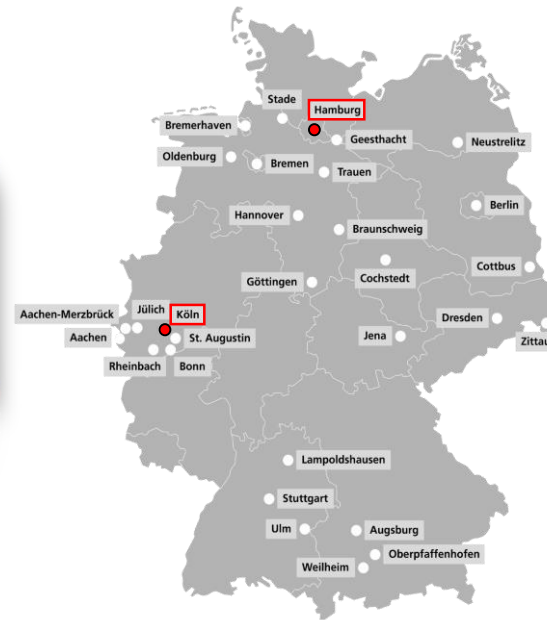 Stade
Hamburg
Bremerhaven
Geesthacht
Neustrelitz
Oldenburg
Bremen
Trauen
Berlin
Hannover
Braunschweig
Cochstedt
Cottbus
Göttingen
Aachen-Merzbrück
Jülich
Köln
Dresden
Aachen
St. Augustin
Jena
Zittau
Rheinbach
Bonn
Lampoldshausen
Stuttgart
Ulm
Augsburg
Oberpfaffenhofen
Weilheim